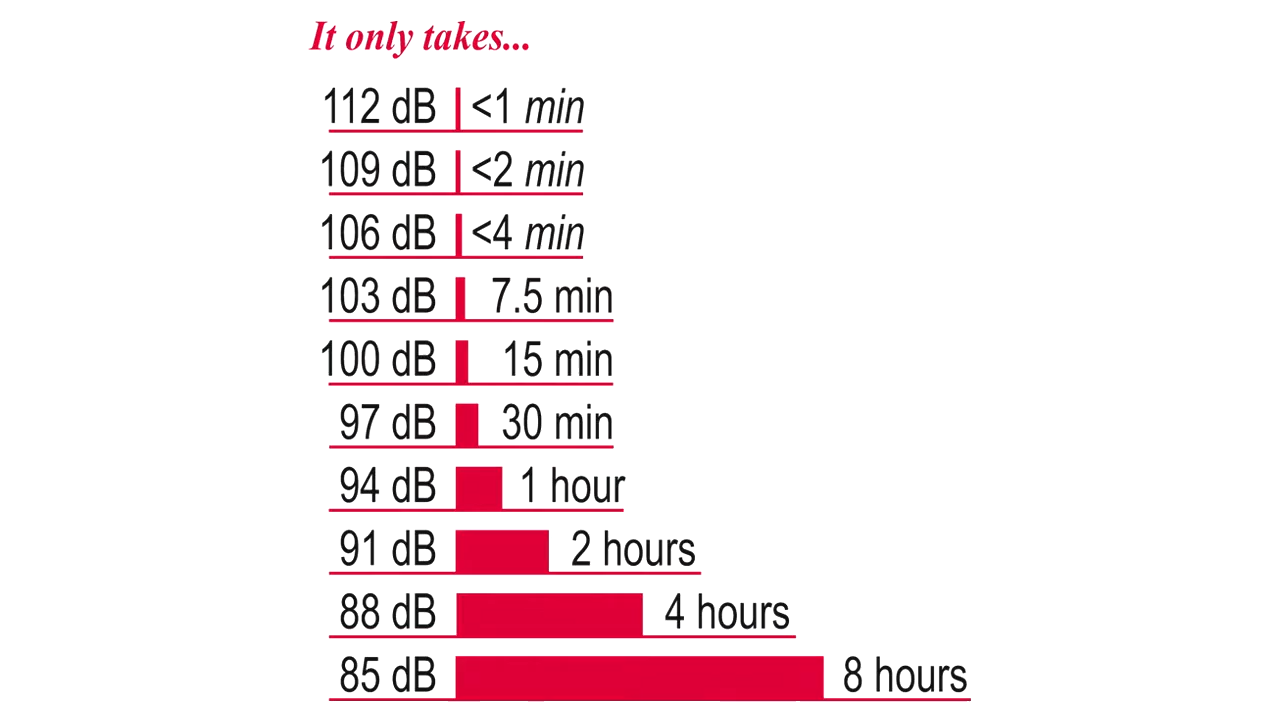 It only takes...
112 dB <1 min
109 dB <2 min
106 dB <4 min
103 dB 7.5 min
100 dB 15 min
97 dB 30 min
94 dB 1 hour
91 dB 2 hours
88 dB 4 hours
85 dB 8 hours